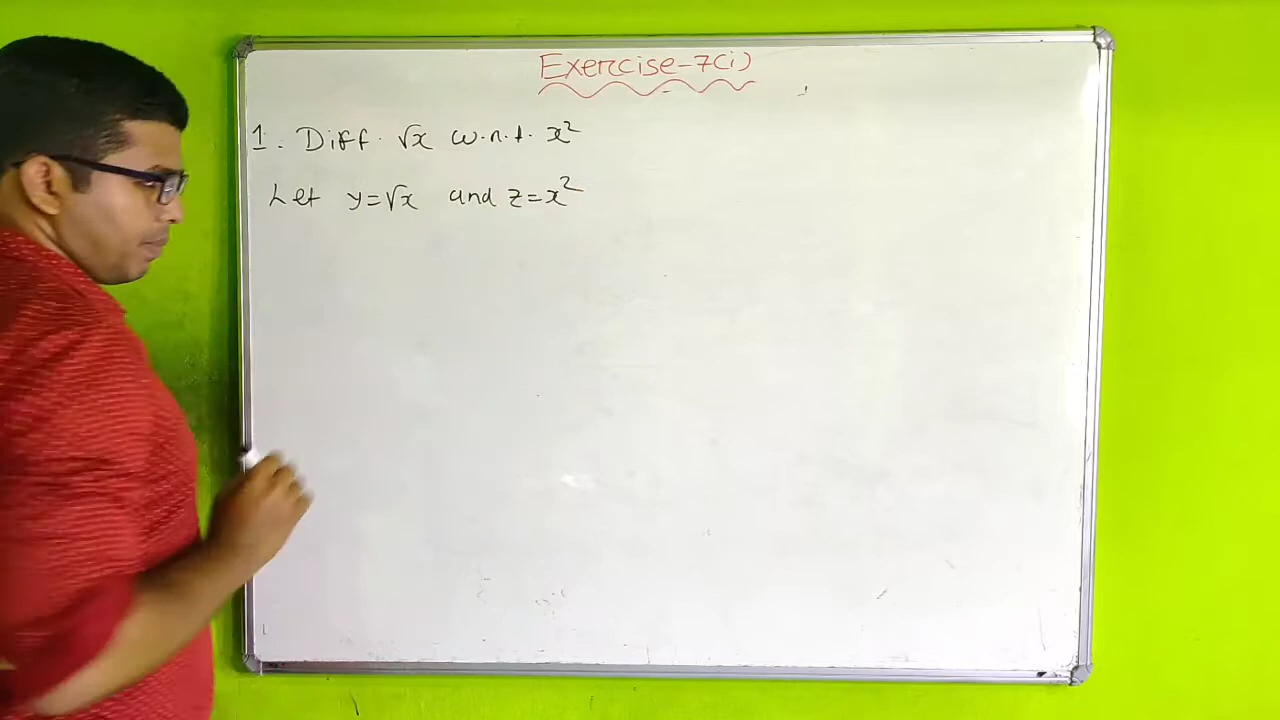 Exercise-7(i)
1. Diff. √x w.r.t. x²
Let y=√x and z=x²